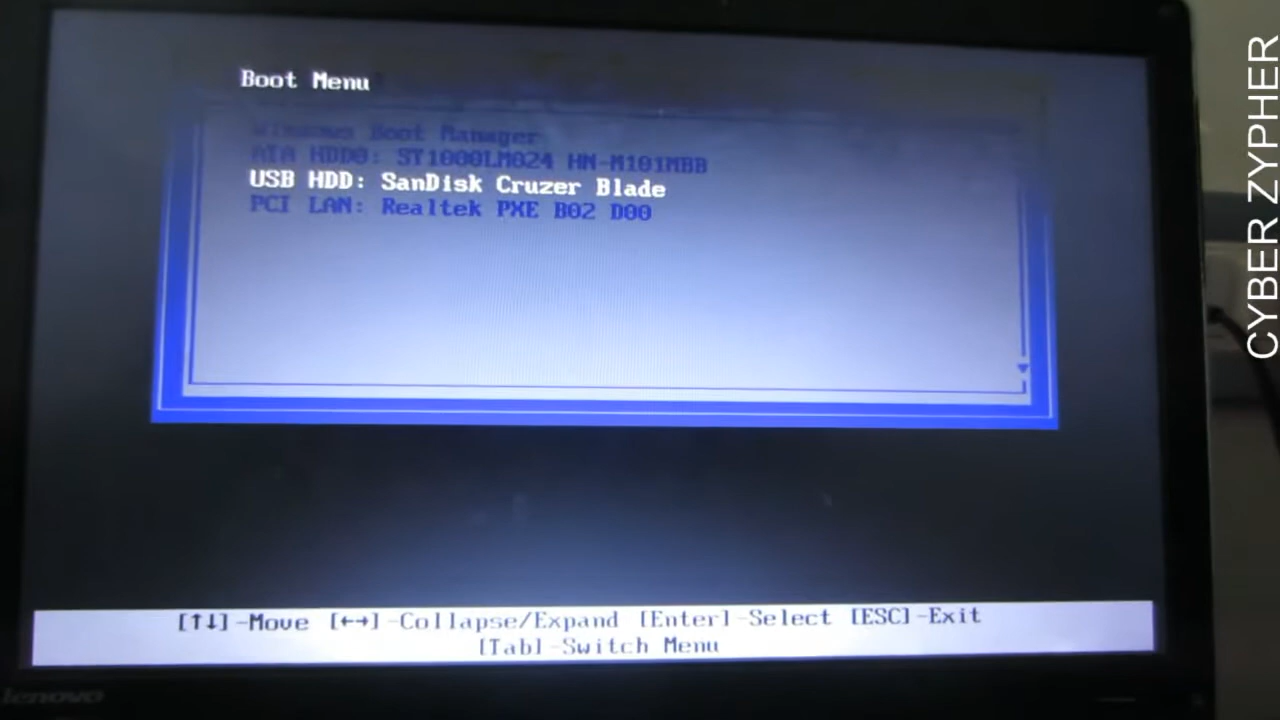 Boot Menu
Windows Boot Manager
ATA HDD0: ST1000LM024 HN-M101MBB
USB HDD: SanDisk Cruzer Blade
PCI LAN: Realtek PXE B02 D00
[↑↓]-Move [←→]-Collapse/Expand [Enter]-Select [ESC]-Exit
[Tab]-Switch Menu
lenovo
CYBER ZYPHER